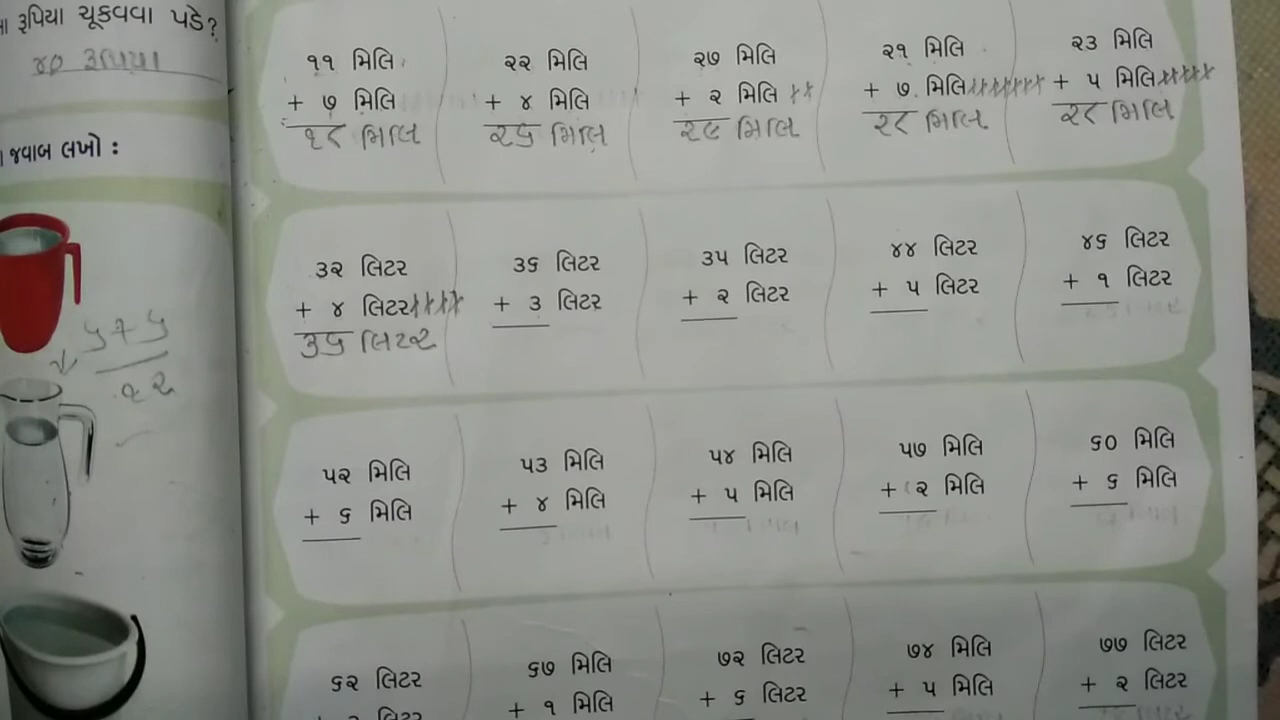 રૂપિયા ચૂકવવા પડે?
૪૦ રૂપિયા
જવાબ લખો :
૫+૬
૧૧ મિલિ ૨૨ મિલિ ૨૭ મિલિ ૨૧ મિલિ ૨૩ મિલિ
+ ૭ મિલિ + ૪ મિલિ + ૨ મિલિ + ૭ મિલિ + ૫ મિલિ
૧૮ મિલિ ૨૬ મિલિ ૨૯ મિલિ ૨૮ મિલિ ૨૮ મિલિ
૩૨ લિટર ૩૬ લિટર ૩૫ લિટર ૪૪ લિટર ૪૬ લિટર
+ ૪ લિટર + ૩ લિટર + ૨ લિટર + ૫ લિટર + ૧ લિટર
૩૬ લિટર
૫૨ મિલિ ૫૩ મિલિ ૫૪ મિલિ ૫૭ મિલિ ૬૦ મિલિ
+ ૬ મિલિ + ૪ મિલિ + ૫ મિલિ + ૨ મિલિ + ૬ મિલિ
૬૨ લિટર ૬૭ મિલિ ૭૨ લિટર ૭૪ મિલિ ૭૭ લિટર
લિટર + ૧ મિલિ + ૬ લિટર + ૫ મિલિ + ૨ લિટર